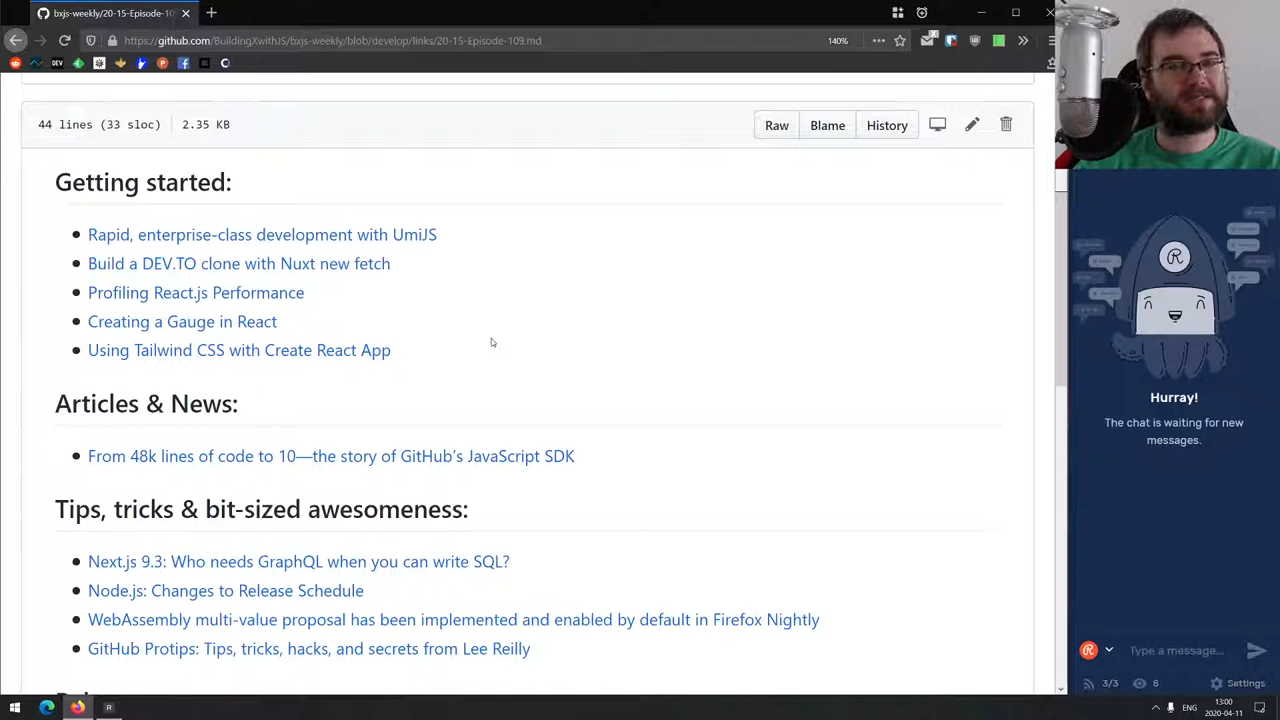 bxjs-weekly/20-15-Episode-10
https://github.com/BuildingXwithJS/bxjs-weekly/blob/develop/links/20-15-Episode-109.md
140%
DEV
44 lines (33 sloc)
2.35 KB
Raw
Blame
History
Getting started:
Rapid, enterprise-class development with UmiJS
Build a DEV.TO clone with Nuxt new fetch
Profiling React.js Performance
Creating a Gauge in React
Using Tailwind CSS with Create React App
Articles & News:
From 48k lines of code to 10—the story of GitHub's JavaScript SDK
Tips, tricks & bit-sized awesomeness:
Next.js 9.3: Who needs GraphQL when you can write SQL?
Node.js: Changes to Release Schedule
WebAssembly multi-value proposal has been implemented and enabled by default in Firefox Nightly
GitHub Protips: Tips, tricks, hacks, and secrets from Lee Reilly
R
Hurray!
The chat is waiting for new
messages.
Type a message...
3/3
8
Settings
ENG
13:00
2020-04-11